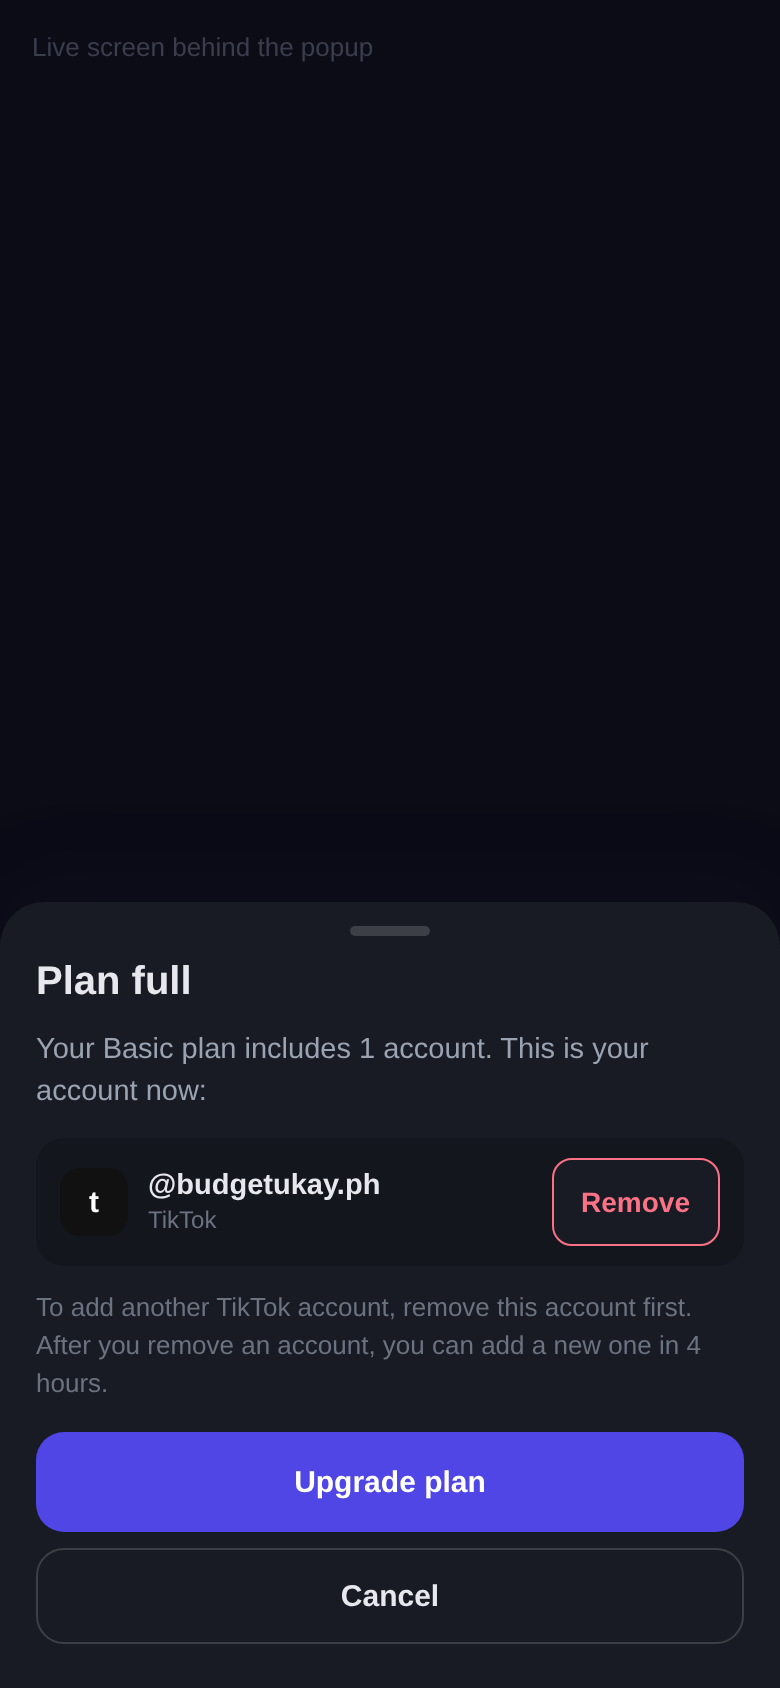 Live screen behind the popup
Plan full
Your Basic plan includes 1 account. This is your
account now:
t
@budgetukay.ph
TikTok
Remove
To add another TikTok account, remove this account first.
After you remove an account, you can add a new one in 4
hours.
Upgrade plan
Cancel